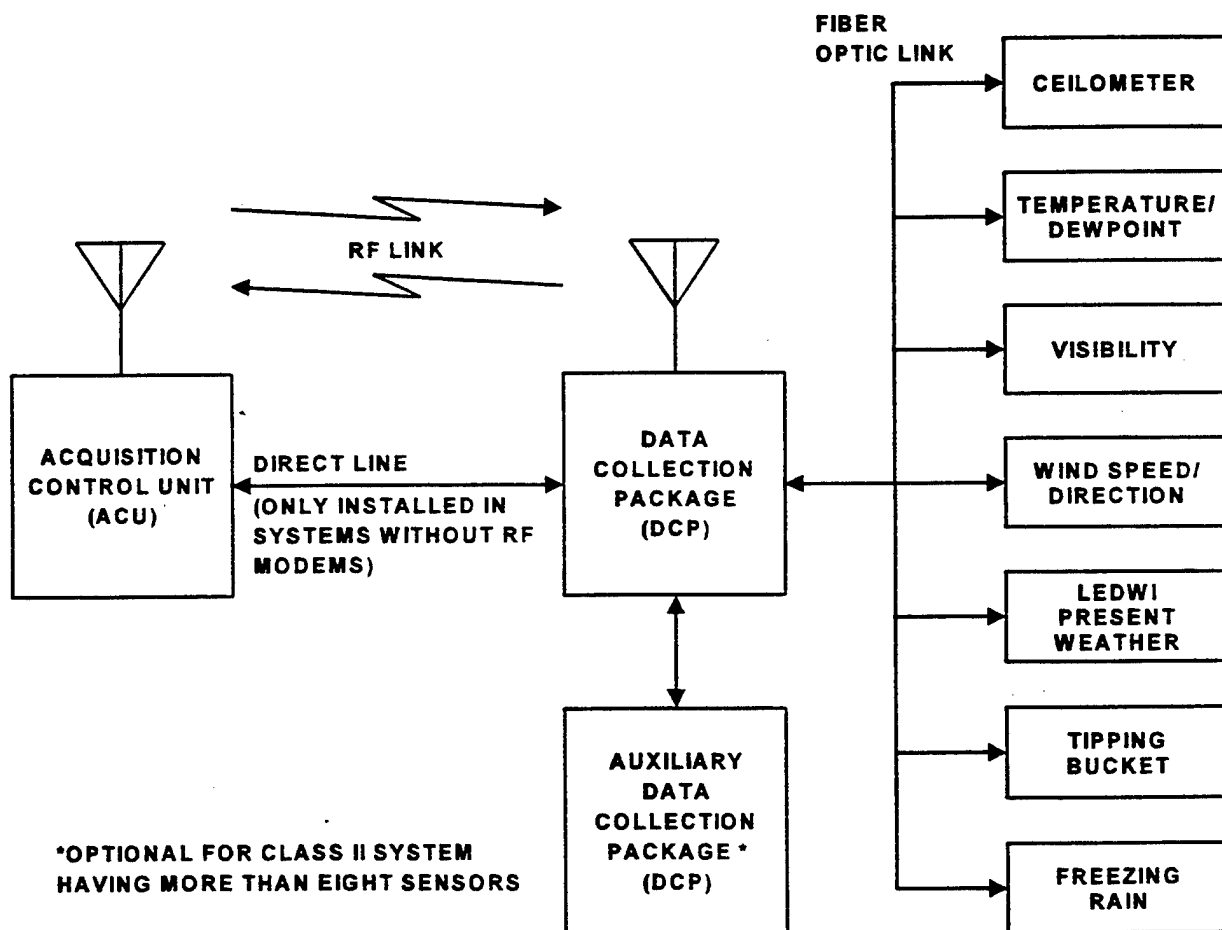 FIBER
OPTIC LINK
CEILOMETER
TEMPERATURE/
DEWPOINT
RF LINK
VISIBILITY
ACQUISITION
CONTROL UNIT
(ACU)
DIRECT LINE
(ONLY INSTALLED IN
SYSTEMS WITHOUT RF
MODEMS)
DATA
COLLECTION
PACKAGE
(DCP)
WIND SPEED/
DIRECTION
LEDWI
PRESENT
WEATHER
TIPPING
BUCKET
AUXILIARY
DATA
COLLECTION
PACKAGE *
(DCP)
*OPTIONAL FOR CLASS II SYSTEM
HAVING MORE THAN EIGHT SENSORS
FREEZING
RAIN